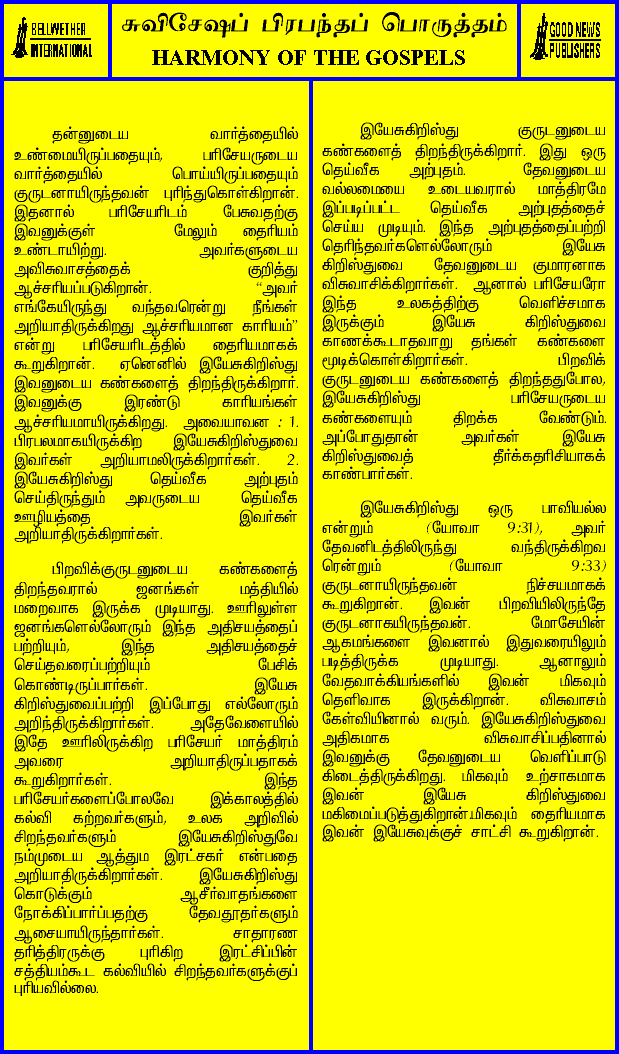 BELLWETHER
INTERNATIONAL
சுவிசேஷப் பிரபந்தப் பொருத்தம்
HARMONY OF THE GOSPELS
GOOD NEWS
PUBLISHERS
தன்னுடைய வார்த்தையில்
உண்மையிருப்பதையும், பரிசேயருடைய
வார்த்தையில் பொய்யிருப்பதையும்
குருடனாயிருந்தவன் புரிந்துகொள்கிறான்.
இதனால் பரிசேயரிடம் பேசுவதற்கு
இவனுக்குள் மேலும் தைரியம்
உண்டாயிற்று. அவர்களுடைய
அவிசுவாசத்தைக் குறித்து
ஆச்சரியப்படுகிறான். “அவர்
எங்கேயிருந்து வந்தவரென்று நீங்கள்
அறியாதிருக்கிறது ஆச்சரியமான காரியம்”
என்று பரிசேயரிடத்தில் தைரியமாகக்
கூறுகிறான். ஏனெனில் இயேசுகிறிஸ்து
இவனுடைய கண்களைத் திறந்திருக்கிறார்.
இவனுக்கு இரண்டு காரியங்கள்
ஆச்சரியமாயிருக்கிறது. அவையாவன : 1.
பிரபலமாகயிருக்கிற இயேசுகிறிஸ்துவை
இவர்கள் அறியாமலிருக்கிறார்கள். 2.
இயேசுகிறிஸ்து தெய்வீக அற்புதம்
செய்திருந்தும் அவருடைய தெய்வீக
ஊழியத்தை இவர்கள்
அறியாதிருக்கிறார்கள்.
பிறவிக்குருடனுடைய கண்களைத்
திறந்தவரால் ஜனங்கள் மத்தியில்
மறைவாக இருக்க முடியாது. ஊரிலுள்ள
ஜனங்களெல்லோரும் இந்த அதிசயத்தைப்
பற்றியும், இந்த அதிசயத்தைச்
செய்தவரைப்பற்றியும் பேசிக்
கொண்டிருப்பார்கள். இயேசு
கிறிஸ்துவைப்பற்றி இப்போது எல்லோரும்
அறிந்திருக்கிறார்கள். அதேவேளையில்
இதே ஊரிலிருக்கிற பரிசேயர் மாத்திரம்
அவரை அறியாதிருப்பதாகக்
கூறுகிறார்கள். இந்த
பரிசேயர்களைப்போலவே இக்காலத்தில்
கல்வி கற்றவர்களும், உலக அறிவில்
சிறந்தவர்களும் இயேசுகிறிஸ்துவே
நம்முடைய ஆத்தும இரட்சகர் என்பதை
அறியாதிருக்கிறார்கள். இயேசுகிறிஸ்து
கொடுக்கும் ஆசீர்வாதங்களை
நோக்கிப்பார்ப்பதற்கு தேவதூதர்களும்
ஆசையாயிருந்தார்கள். சாதாரண
தரித்திரருக்கு புரிகிற இரட்சிப்பின்
சத்தியம்கூட கல்வியில் சிறந்தவர்களுக்குப்
புரியவில்லை.
இயேசுகிறிஸ்து குருடனுடைய
கண்களைத் திறந்திருக்கிறார். இது ஒரு
தெய்வீக அற்புதம். தேவனுடைய
வல்லமையை உடையவரால் மாத்திரமே
இப்படிப்பட்ட தெய்வீக அற்புதத்தைச்
செய்ய முடியும். இந்த அற்புதத்தைப்பற்றி
தெரிந்தவர்களெல்லோரும் இயேசு
கிறிஸ்துவை தேவனுடைய குமாரனாக
விசுவாசிக்கிறார்கள். ஆனால் பரிசேயரோ
இந்த உலகத்திற்கு வெளிச்சமாக
இருக்கும் இயேசு கிறிஸ்துவை
காணக்கூடாதவாறு தங்கள் கண்களை
மூடிக்கொள்கிறார்கள். பிறவிக்
குருடனுடைய கண்களைத் திறந்ததுபோல,
இயேசுகிறிஸ்து பரிசேயருடைய
கண்களையும் திறக்க வேண்டும்.
அப்போதுதான் அவர்கள் இயேசு
கிறிஸ்துவைத் தீர்க்கதரிசியாகக்
காண்பார்கள்.
இயேசுகிறிஸ்து ஒரு பாவியல்ல
என்றும் (யோவா 9:31), அவர்
தேவனிடத்திலிருந்து வந்திருக்கிறவ
ரென்றும் (யோவா 9:33)
குருடனாயிருந்தவன் நிச்சயமாகக்
கூறுகிறான். இவன் பிறவியிலிருந்தே
குருடனாகயிருந்தவன். மோசேயின்
ஆகமங்களை இவனால் இதுவரையிலும்
படித்திருக்க முடியாது. ஆனாலும்
வேதவாக்கியங்களில் இவன் மிகவும்
தெளிவாக இருக்கிறான். விசுவாசம்
கேள்வியினால் வரும். இயேசுகிறிஸ்துவை
அதிகமாக விசுவாசிப்பதினால்
இவனுக்கு தேவனுடைய வெளிப்பாடு
கிடைத்திருக்கிறது. மிகவும் உற்சாகமாக
இவன் இயேசு கிறிஸ்துவை
மகிமைப்படுத்துகிறான்.மிகவும் தைரியமாக
இவன் இயேசுவுக்குச் சாட்சி கூறுகிறான்.